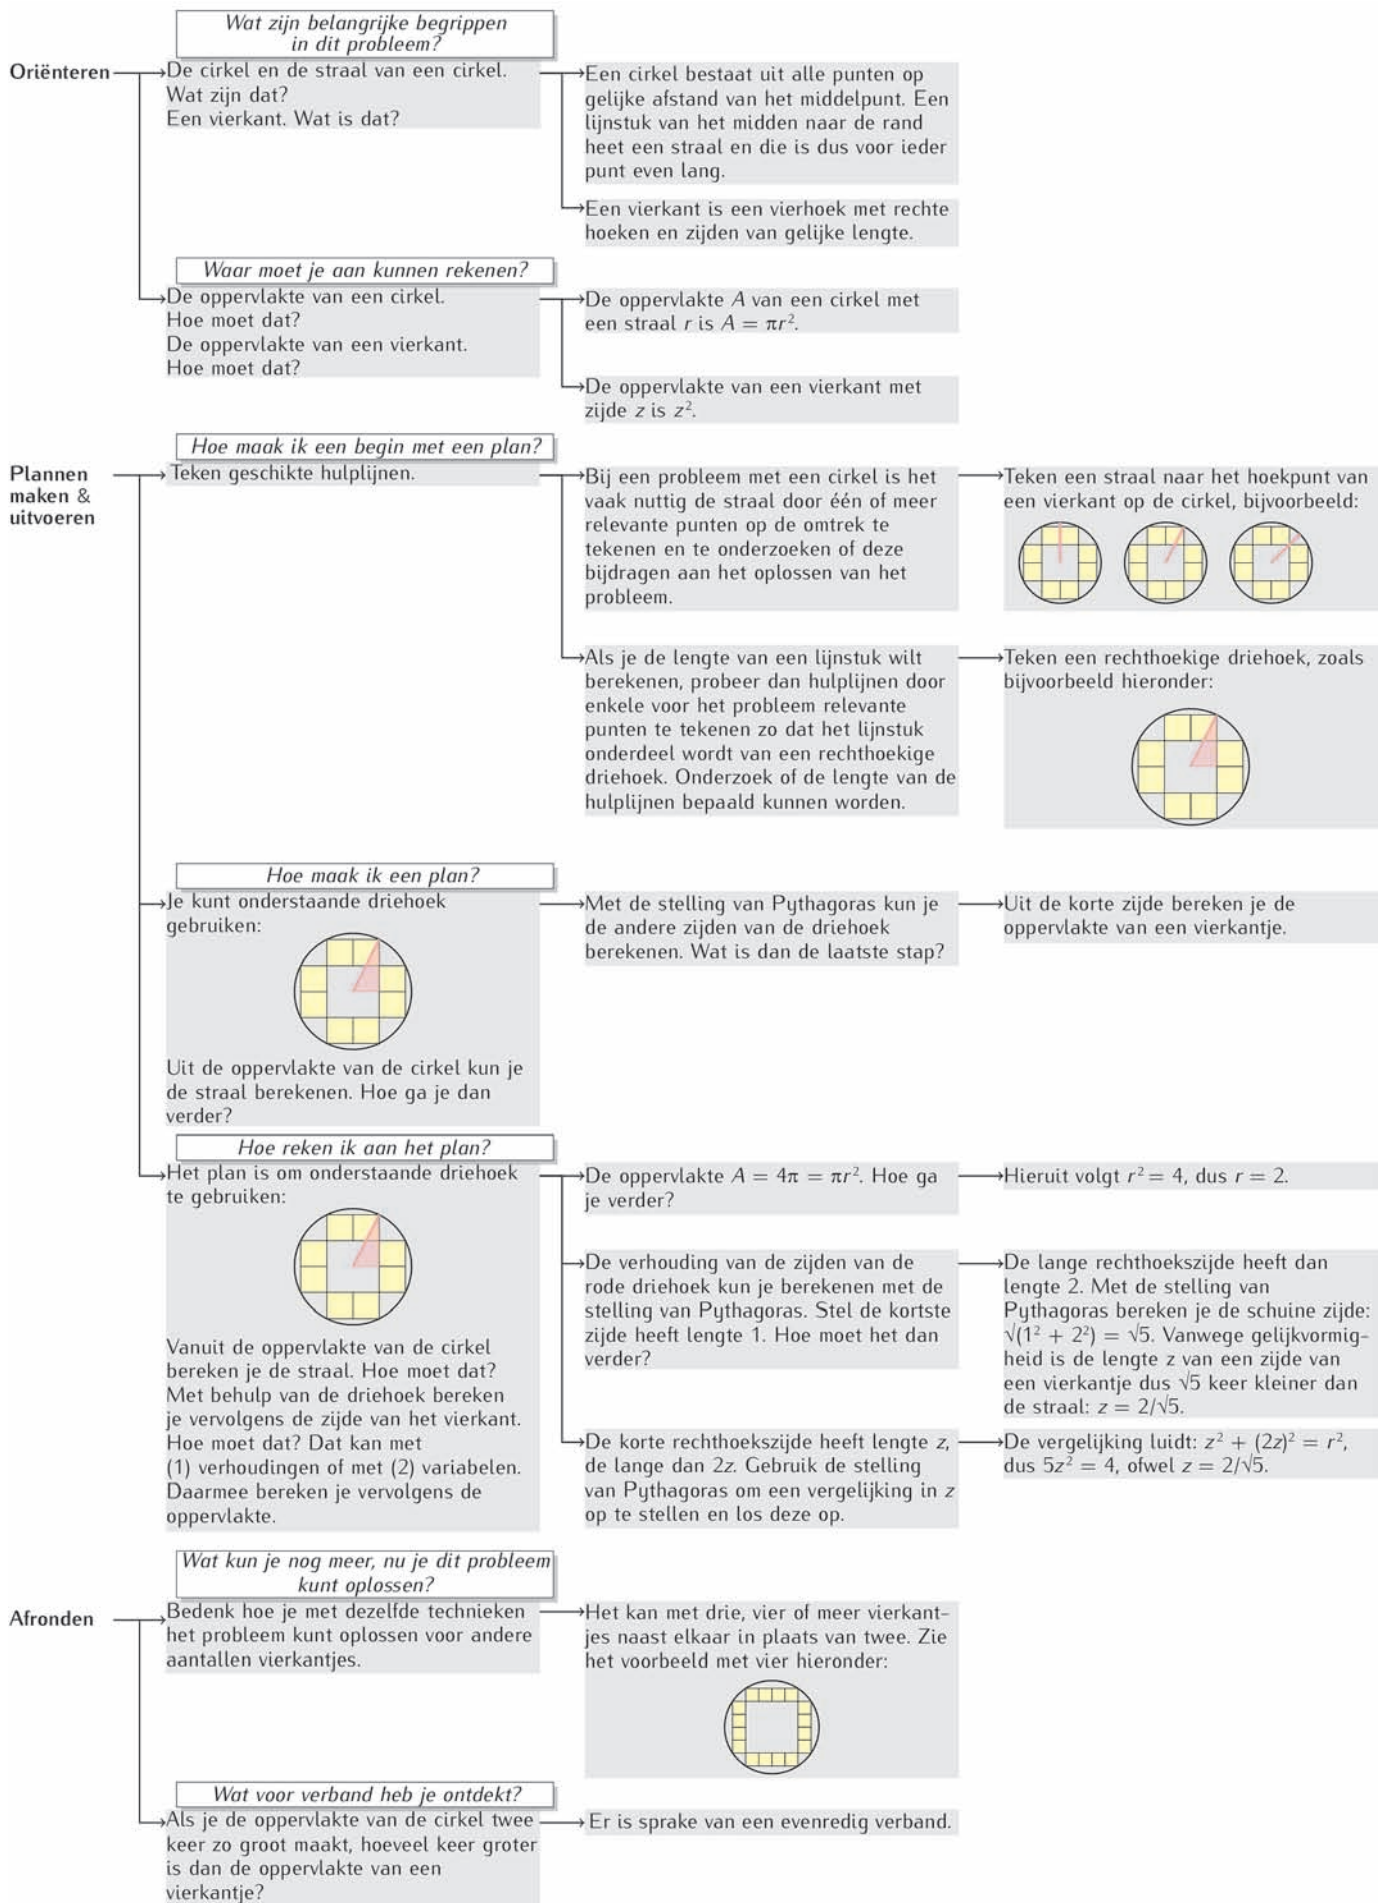 Wat zijn belangrijke begrippen
in dit probleem?
Oriënteren
De cirkel en de straal van een cirkel.
Wat zijn dat?
Een vierkant. Wat is dat?
Een cirkel bestaat uit alle punten op
gelijke afstand van het middelpunt. Een
lijnstuk van het midden naar de rand
heet een straal en die is dus voor ieder
punt even lang.
Een vierkant is een vierhoek met rechte
hoeken en zijden van gelijke lengte.
Waar moet je aan kunnen rekenen?
De oppervlakte van een cirkel.
Hoe moet dat?
De oppervlakte van een vierkant.
Hoe moet dat?
De oppervlakte A van een cirkel met
een straal r is A = πr².
De oppervlakte van een vierkant met
zijde z is z².
Hoe maak ik een begin met een plan?
Plannen
maken &
uitvoeren
Teken geschikte hulplijnen.
Bij een probleem met een cirkel is het
vaak nuttig de straal door één of meer
relevante punten op de omtrek te
tekenen en te onderzoeken of deze
bijdragen aan het oplossen van het
probleem.
Teken een straal naar het hoekpunt van
een vierkant op de cirkel, bijvoorbeeld:
Als je de lengte van een lijnstuk wilt
berekenen, probeer dan hulplijnen door
enkele voor het probleem relevante
punten te tekenen zo dat het lijnstuk
onderdeel wordt van een rechthoekige
driehoek. Onderzoek of de lengte van de
hulplijnen bepaald kunnen worden.
Teken een rechthoekige driehoek, zoals
bijvoorbeeld hieronder:
Hoe maak ik een plan?
Je kunt onderstaande driehoek
gebruiken:
Uit de oppervlakte van de cirkel kun je
de straal berekenen. Hoe ga je dan
verder?
Met de stelling van Pythagoras kun je
de andere zijden van de driehoek
berekenen. Wat is dan de laatste stap?
Uit de korte zijde bereken je de
oppervlakte van een vierkantje.
Hoe reken ik aan het plan?
Het plan is om onderstaande driehoek
te gebruiken:
Vanuit de oppervlakte van de cirkel
bereken je de straal. Hoe moet dat?
Met behulp van de driehoek bereken
je vervolgens de zijde van het vierkant.
Hoe moet dat? Dat kan met
(1) verhoudingen of met (2) variabelen.
Daarmee bereken je vervolgens de
oppervlakte.
De oppervlakte A = 4π = πr². Hoe ga
je verder?
Hieruit volgt r² = 4, dus r = 2.
De verhouding van de zijden van de
rode driehoek kun je berekenen met de
stelling van Pythagoras. Stel de kortste
zijde heeft lengte 1. Hoe moet het dan
verder?
De lange rechthoekszijde heeft dan
lengte 2. Met de stelling van
Pythagoras bereken je de schuine zijde:
√(1² + 2²) = √5. Vanwege gelijkvormig-
heid is de lengte z van een zijde van
een vierkantje dus √5 keer kleiner dan
de straal: z = 2/√5.
De korte rechthoekszijde heeft lengte z,
de lange dan 2z. Gebruik de stelling
van Pythagoras om een vergelijking in z
op te stellen en los deze op.
De vergelijking luidt: z² + (2z)² = r²,
dus 5z² = 4, ofwel z = 2/√5.
Wat kun je nog meer, nu je dit probleem
kunt oplossen?
Afronden
Bedenk hoe je met dezelfde technieken
het probleem kunt oplossen voor andere
aantallen vierkantjes.
Het kan met drie, vier of meer vierkant-
jes naast elkaar in plaats van twee. Zie
het voorbeeld met vier hieronder:
Wat voor verband heb je ontdekt?
Als je de oppervlakte van de cirkel twee
keer zo groot maakt, hoeveel keer groter
is dan de oppervlakte van een
vierkantje?
Er is sprake van een evenredig verband.